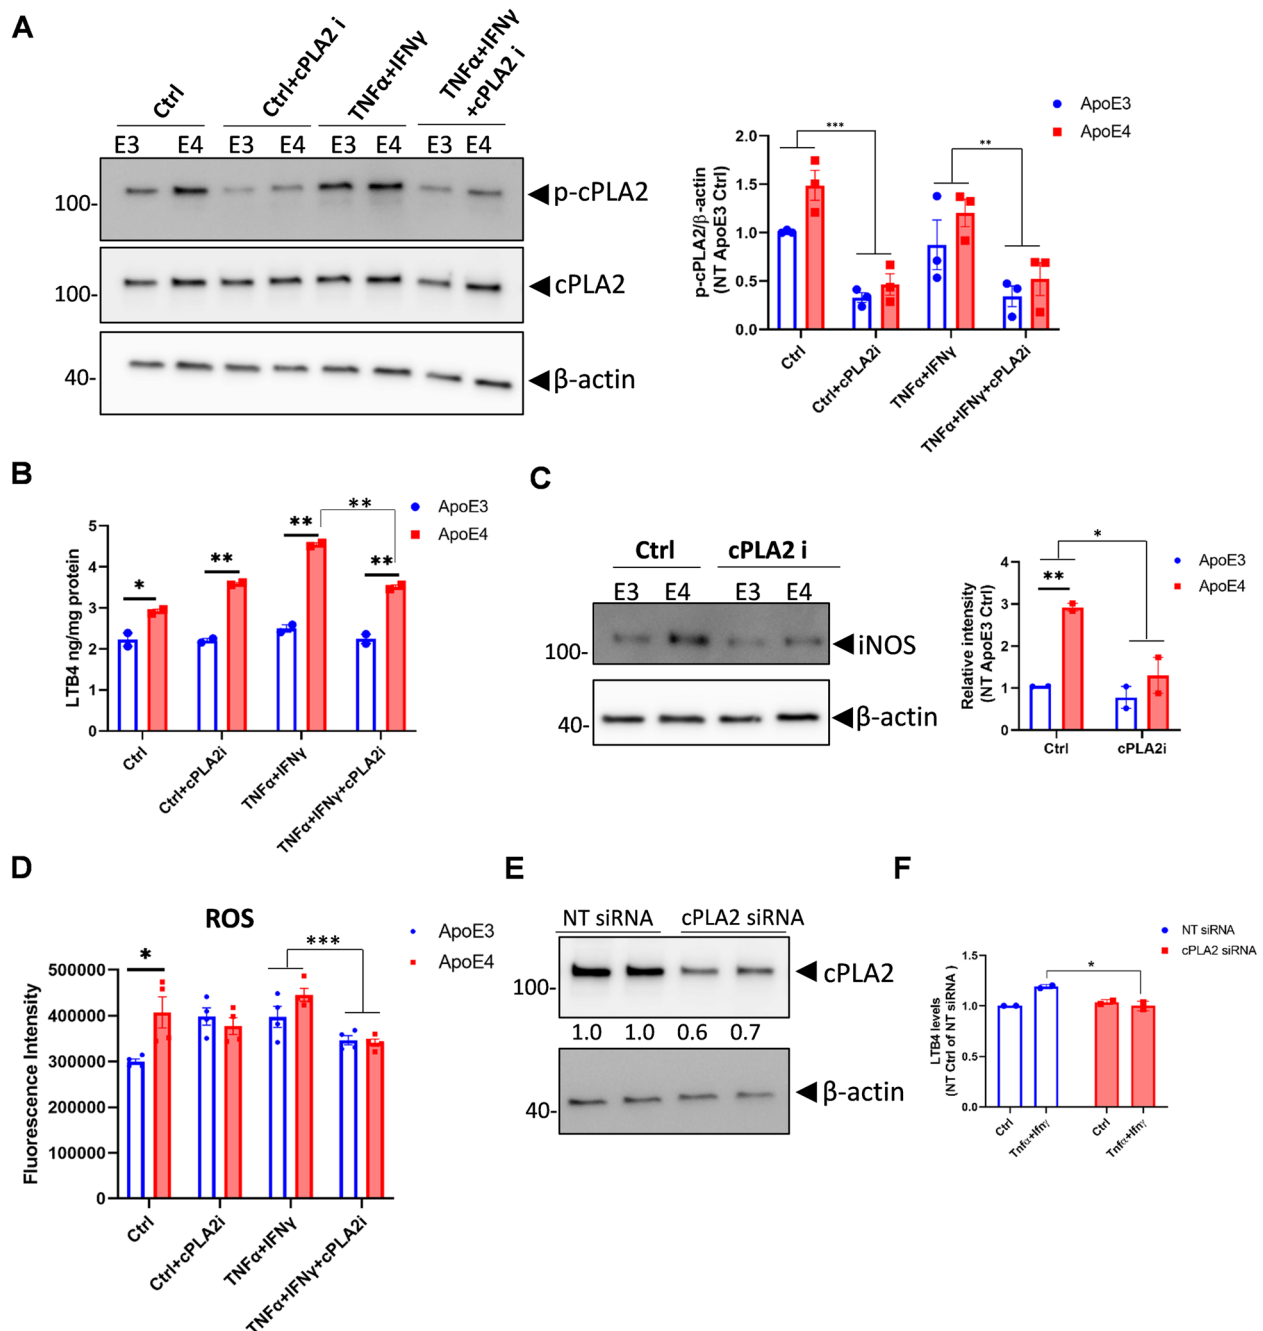 A
Ctrl
Ctrl+cPLA2 i
TNFα+IFNγ
TNFα+IFNγ
+cPLA2 i
E3 E4 E3 E4 E3 E4 E3 E4
100-
p-cPLA2
100-
cPLA2
40-
β-actin
ApoE3
ApoE4
p-cPLA2/β-actin
(NT ApoE3 Ctrl)
2.0
1.5
1.0
0.5
0.0
***
**
Ctrl
Ctrl+cPLA2i
TNFα+IFNγ
TNFα+IFNγ+cPLA2i
B
ApoE3
ApoE4
LTB4 ng/mg protein
5
4
3
2
1
0
*
**
**
**
**
Ctrl
Ctrl+cPLA2i
TNFα+IFNγ
TNFα+IFNγ+cPLA2i
C
Ctrl cPLA2 i
E3 E4 E3 E4
100-
iNOS
40-
β-actin
ApoE3
ApoE4
Relative intensity
(NT ApoE3 Ctrl)
4
3
2
1
0
**
*
Ctrl cPLA2i
D
ROS
ApoE3
ApoE4
Fluorescence Intensity
500000
400000
300000
200000
100000
0
*
***
Ctrl
Ctrl+cPLA2i
TNFα+IFNγ
TNFα+IFNγ+cPLA2i
E
NT siRNA cPLA2 siRNA
100-
cPLA2
1.0 1.0 0.6 0.7
40-
β-actin
F
NT siRNA
cPLA2 siRNA
LTB4 levels
(NT Ctrl of NT siRNA )
1.5
1.0
0.5
0.0
*
Ctrl
Tnfα+Ifnγ
Ctrl
Tnfα+Ifnγ